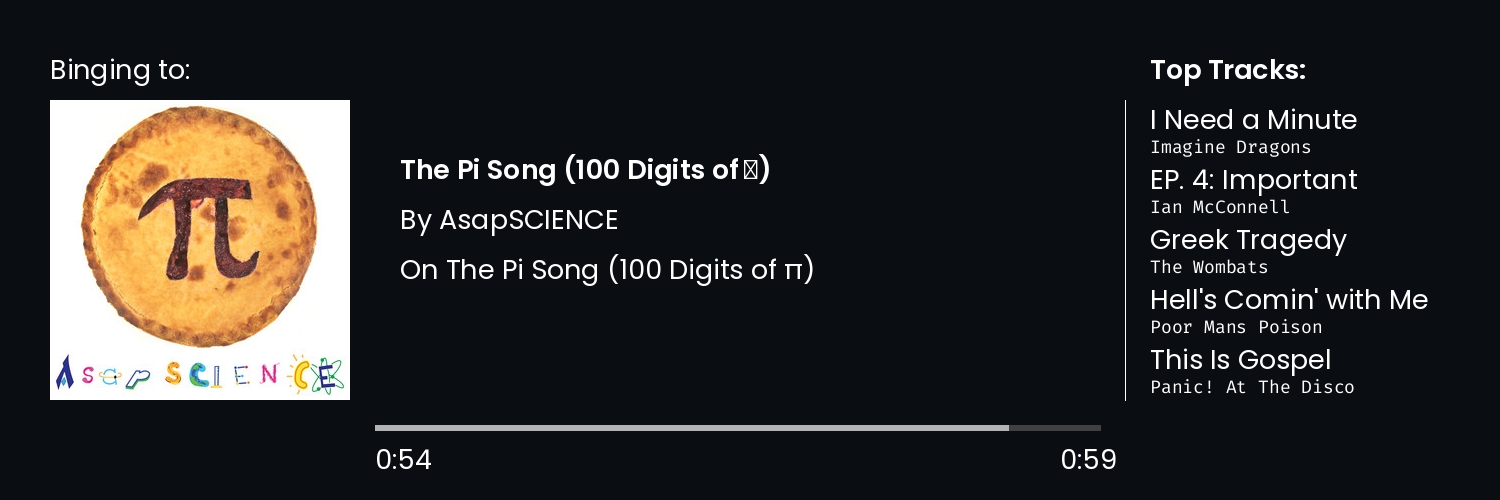 Binging to:
π
Asap SCIENCE
The Pi Song (100 Digits of )
By AsapSCIENCE
On The Pi Song (100 Digits of π)
0:54
0:59
Top Tracks:
I Need a Minute
Imagine Dragons
EP. 4: Important
Ian McConnell
Greek Tragedy
The Wombats
Hell's Comin' with Me
Poor Mans Poison
This Is Gospel
Panic! At The Disco